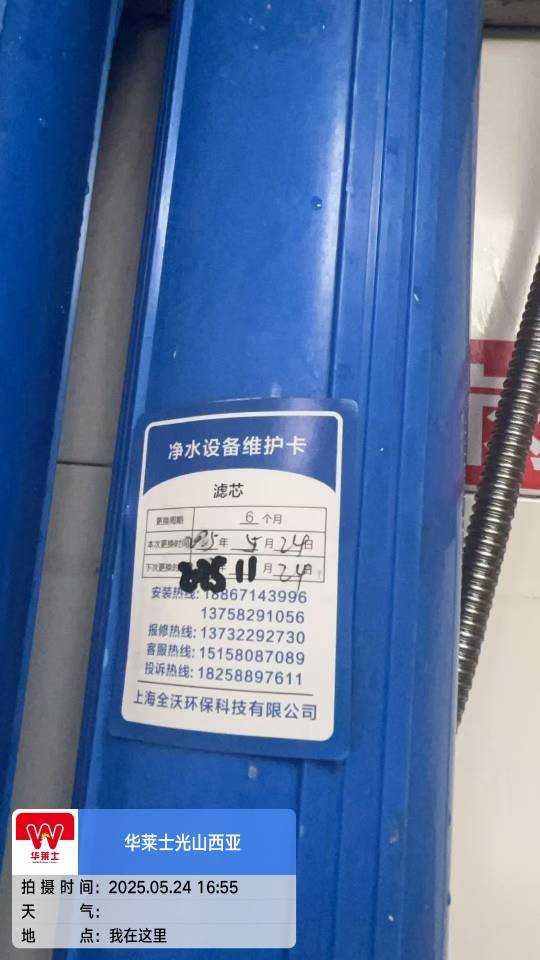 净水设备维护卡
滤芯
更换周期 6 个月
本次更换时间 2025 年 5 月 24 日
下次更换时 2025 11 月 24 日
安装热线: 18867143996
13758291056
报修热线: 13732292730
客服热线: 15158087089
投诉热线: 18258897611
上海全沃环保科技有限公司
华莱士
华莱士光山西亚
拍摄时间: 2025.05.24 16:55
天气:
地点: 我在这里